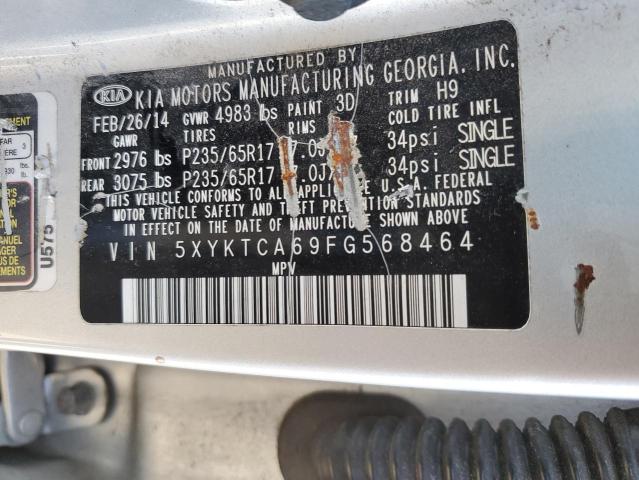 MANUFACTURED BY
KIA KIA MOTORS MANUFACTURING GEORGIA, INC.
FEB/26/14 GVWR 4983 lbs PAINT 3D TRIM H9
GAWR TIRES RIMS COLD TIRE INFL
FRONT 2976 lbs P235/65R17 34psi SINGLE
REAR 3075 lbs P235/65R17 34psi SINGLE
THIS VEHICLE CONFORMS TO ALL APPLICABLE U.S.A. FEDERAL
MOTOR VEHICLE SAFETY BUMPER AND THEFT PREVENTION STANDARDS
IN EFFECT ON THE DATE OF MANUFACTURE SHOWN ABOVE.
VIN 5XYKTCA69FG568464
MPV
U575